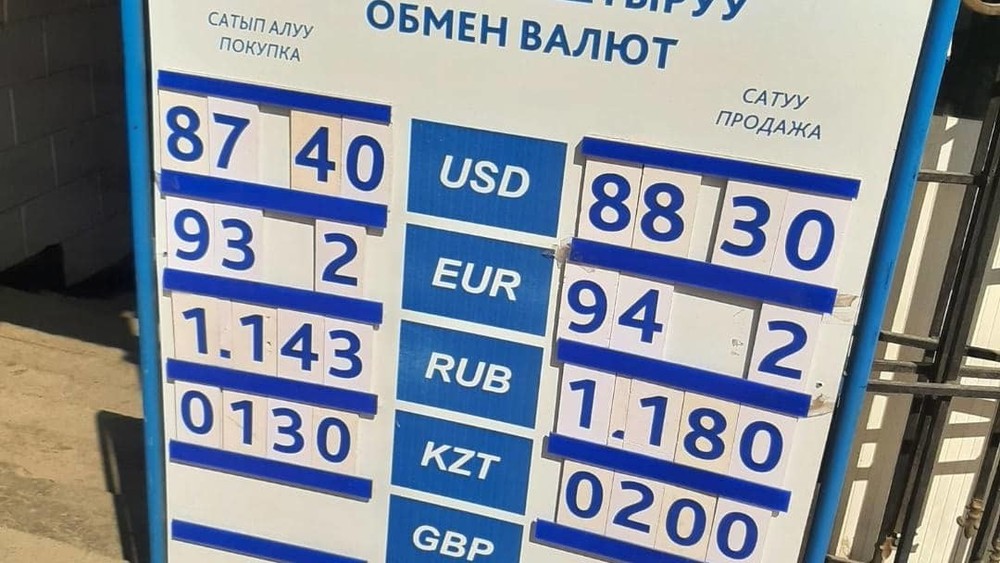 ОБМЕН ВАЛЮТ
САТЫП АЛУУ
ПОКУПКА
САТУУ
ПРОДАЖА
87 40 USD 88 30
93 2 EUR 94 2
1.143 RUB 1.180
0130 KZT 0200
GBP